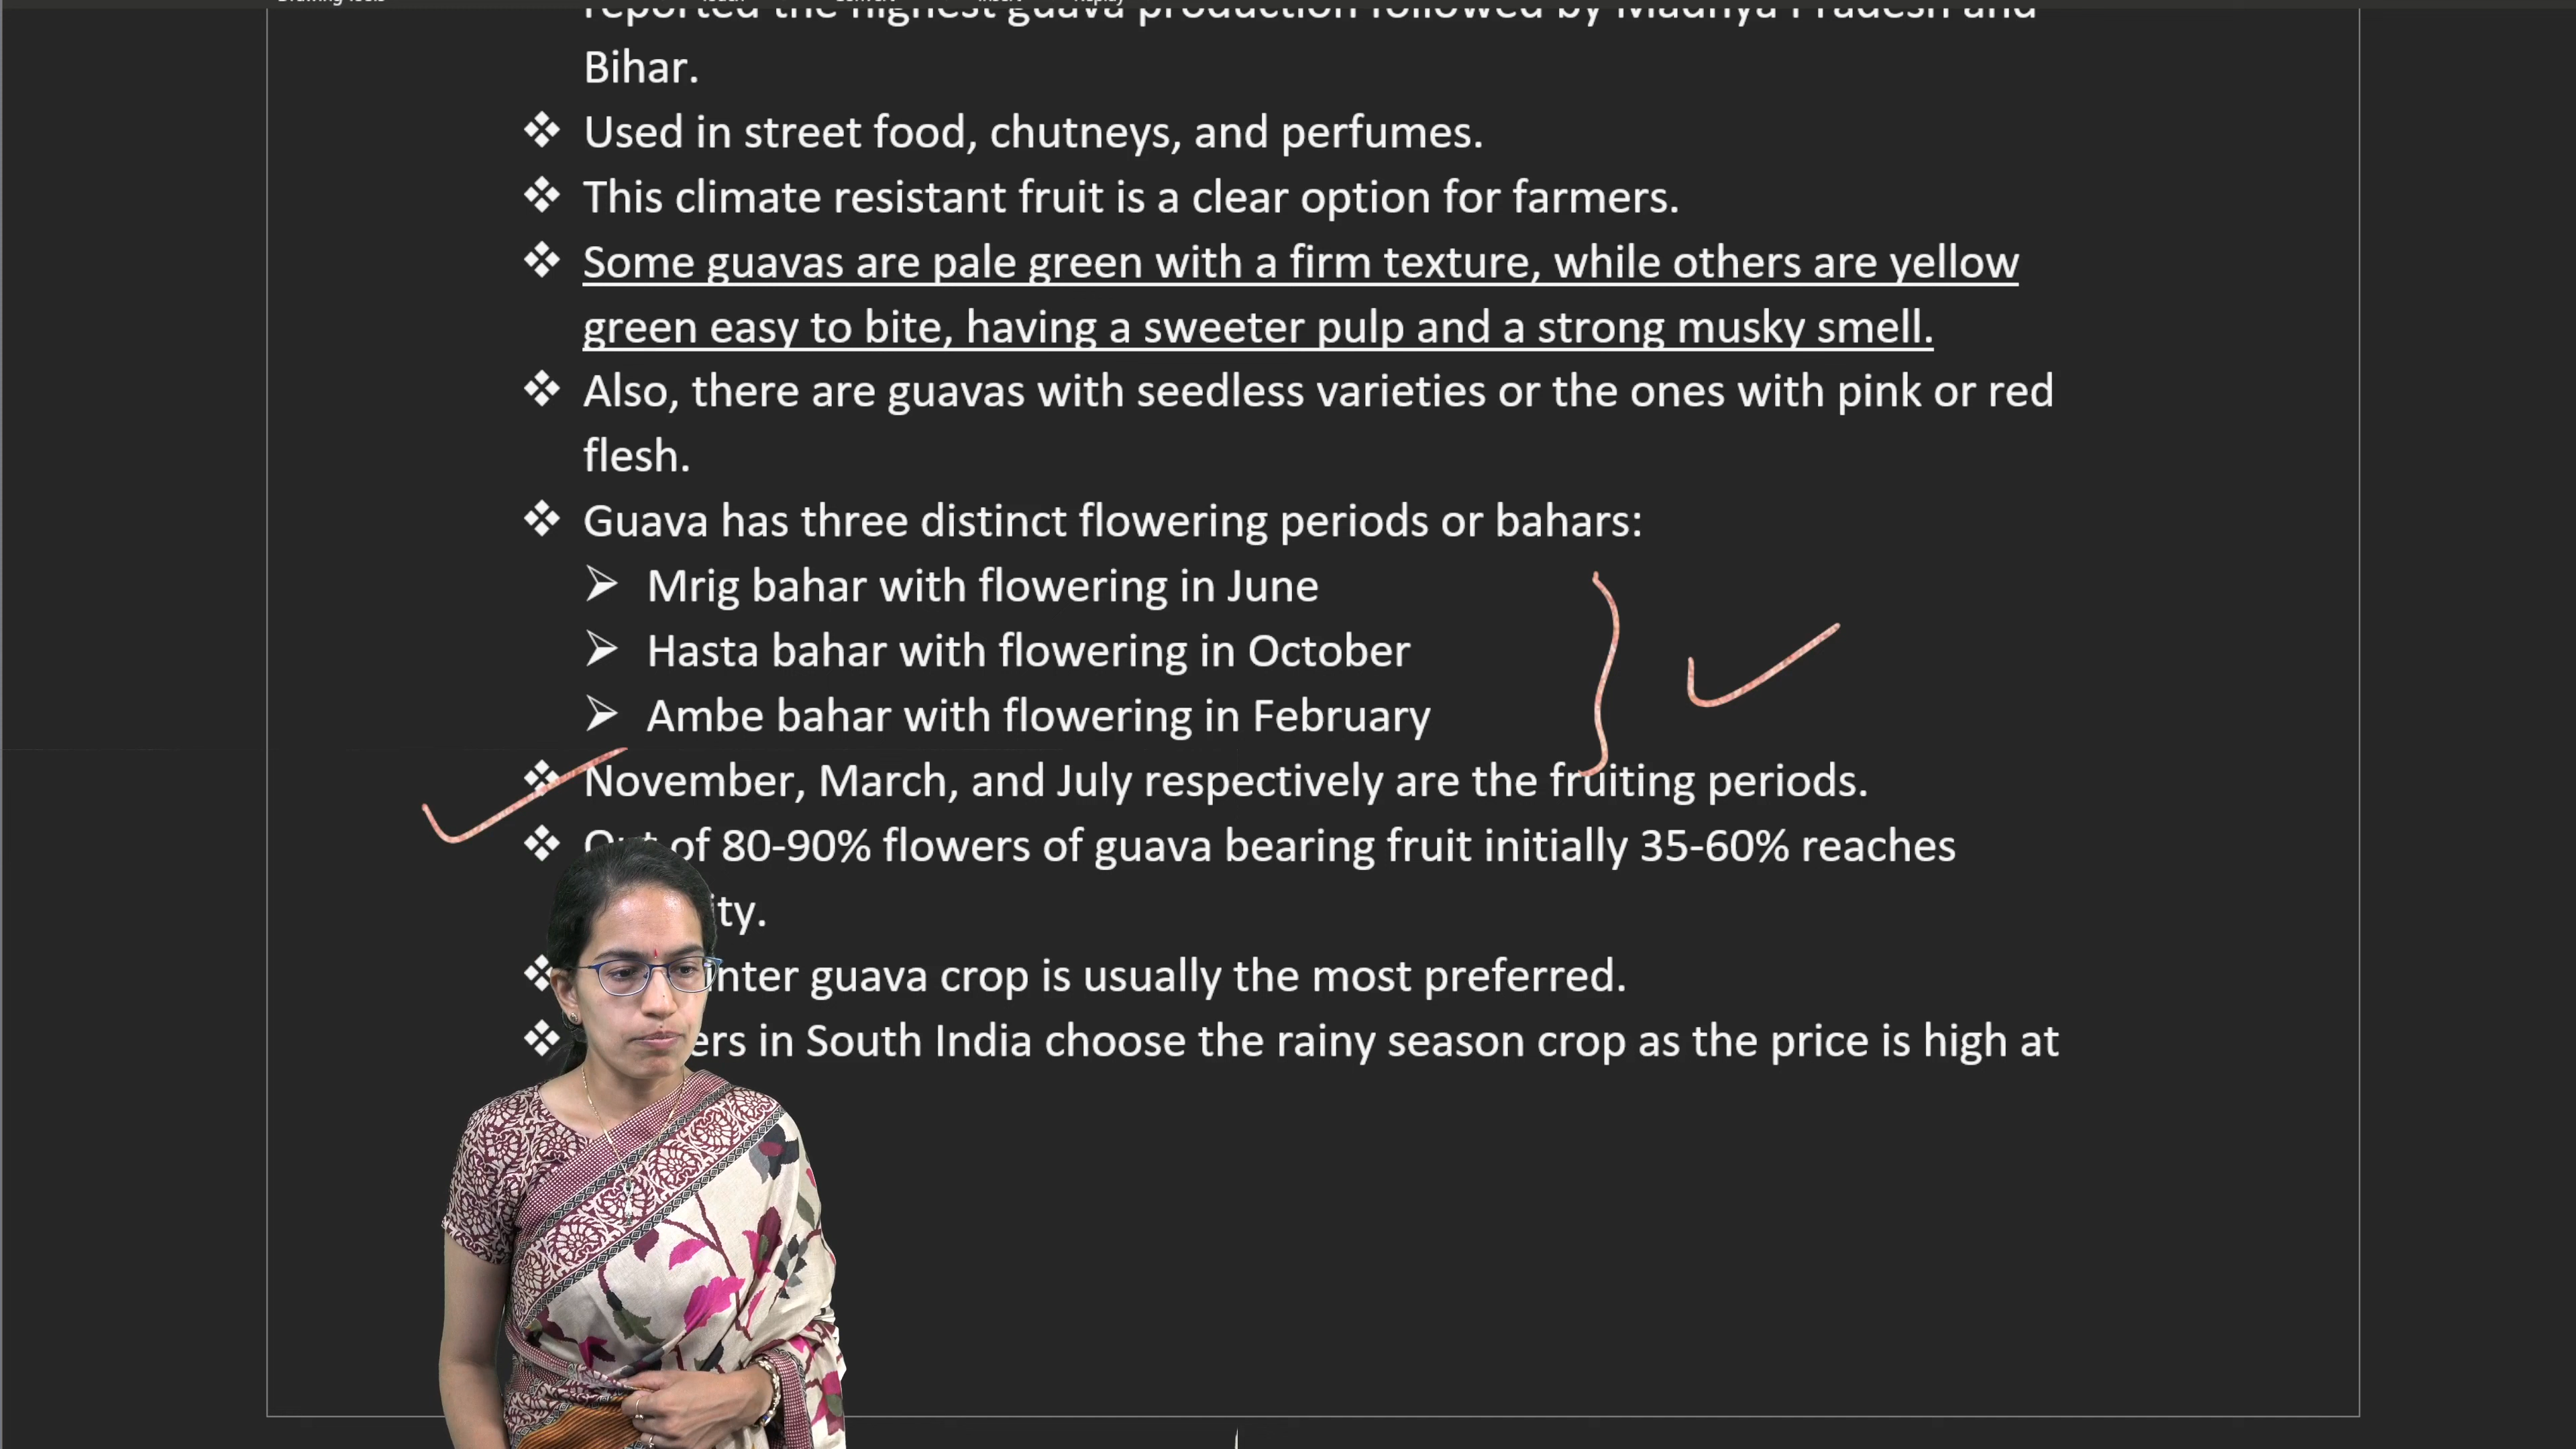 reported the highest guava production followed by Madhya Pradesh and
Bihar.
❖ Used in street food, chutneys, and perfumes.
❖ This climate resistant fruit is a clear option for farmers.
❖ Some guavas are pale green with a firm texture, while others are yellow
green easy to bite, having a sweeter pulp and a strong musky smell.
❖ Also, there are guavas with seedless varieties or the ones with pink or red
flesh.
❖ Guava has three distinct flowering periods or bahars:
➢ Mrig bahar with flowering in June
➢ Hasta bahar with flowering in October
➢ Ambe bahar with flowering in February
❖ November, March, and July respectively are the fruiting periods.
❖ Out of 80-90% flowers of guava bearing fruit initially 35-60% reaches
❖ guava crop is usually the most preferred.
❖ in South India choose the rainy season crop as the price is high at